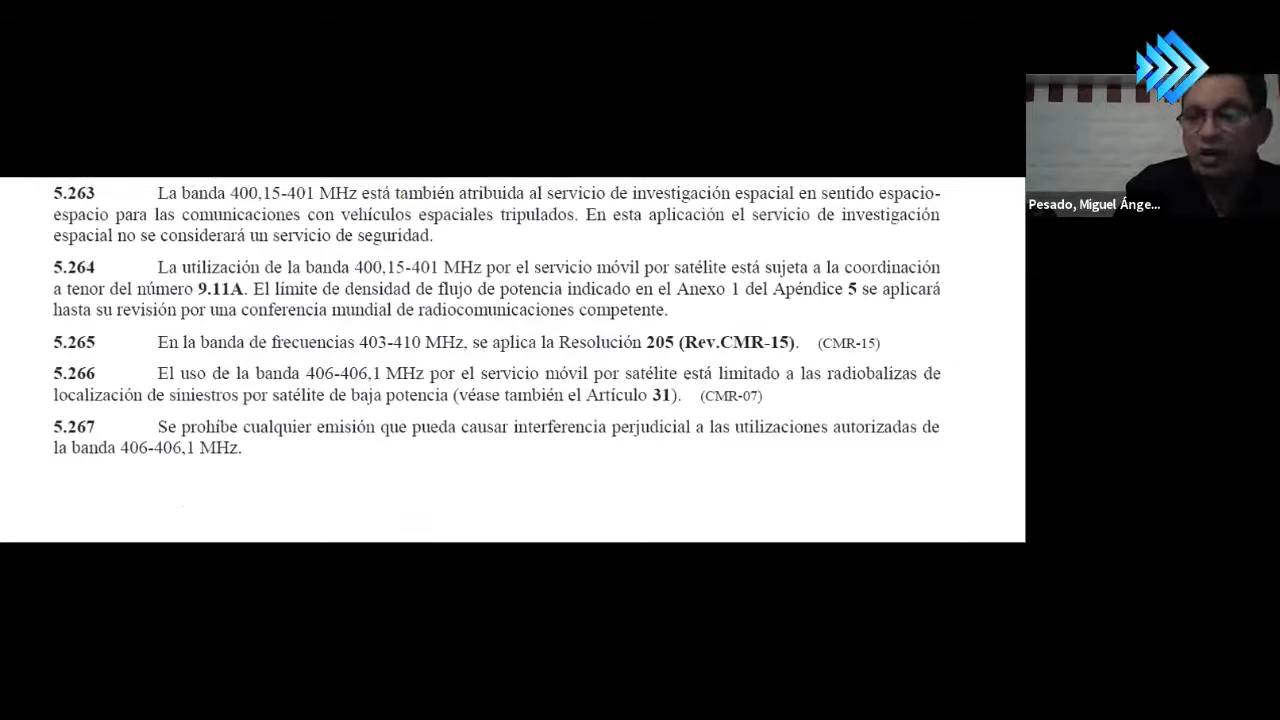 5.263 La banda 400,15-401 MHz está también atribuida al servicio de investigación espacial en sentido espacio-
espacio para las comunicaciones con vehículos espaciales tripulados. En esta aplicación el servicio de investigación
espacial no se considerará un servicio de seguridad.
5.264 La utilización de la banda 400,15-401 MHz por el servicio móvil por satélite está sujeta a la coordinación
a tenor del número 9.11A. El límite de densidad de flujo de potencia indicado en el Anexo 1 del Apéndice 5 se aplicará
hasta su revisión por una conferencia mundial de radiocomunicaciones competente.
5.265 En la banda de frecuencias 403-410 MHz, se aplica la Resolución 205 (Rev.CMR-15). (CMR-15)
5.266 El uso de la banda 406-406,1 MHz por el servicio móvil por satélite está limitado a las radiobalizas de
localización de siniestros por satélite de baja potencia (véase también el Artículo 31). (CMR-07)
5.267 Se prohíbe cualquier emisión que pueda causar interferencia perjudicial a las utilizaciones autorizadas de
la banda 406-406,1 MHz.
Pesado, Miguel Ánge...